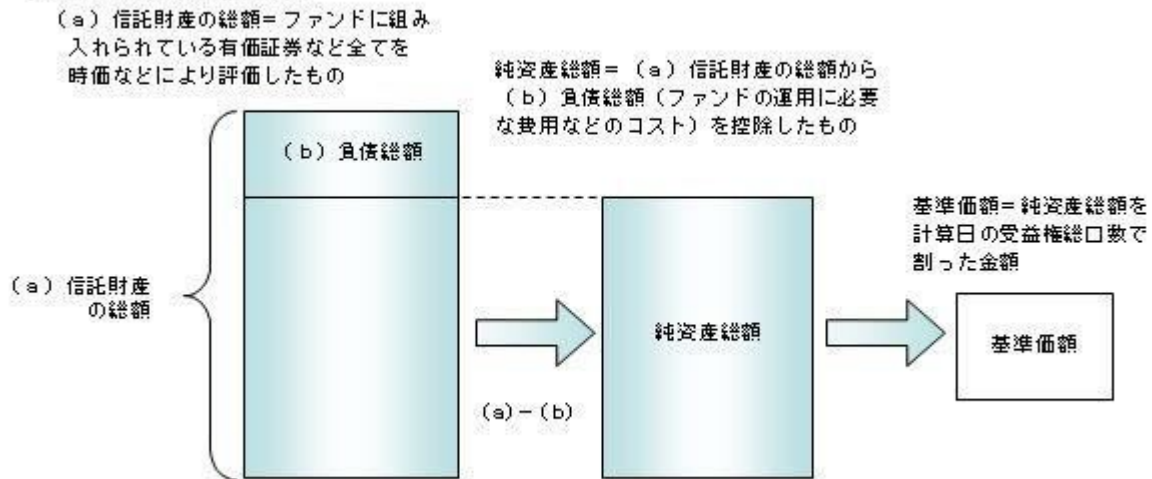 (a)信託財産の総額=ファンドに組み
入れられている有価証券など全てを
時価などにより評価したもの
純資産総額=(a)信託財産の総額から
(b)負債総額(ファンドの運用に必要
な費用などのコスト)を控除したもの
(b)負債総額
基準価額=純資産総額を
計算日の受益権総口数で
割った金額
(a)信託財産
の総額
純資産総額
基準価額
(a)-(b)